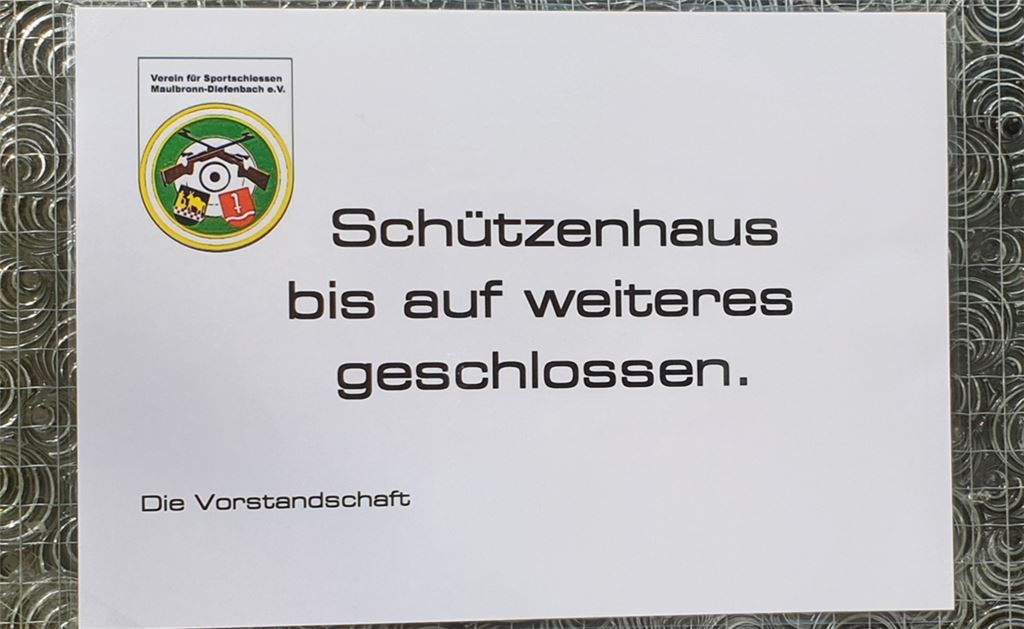 Verein für Sportschiessen
Maulbronn-Diefenbach e.V.
Schützenhaus
bis auf weiteres
geschlossen.
Die Vorstandschaft